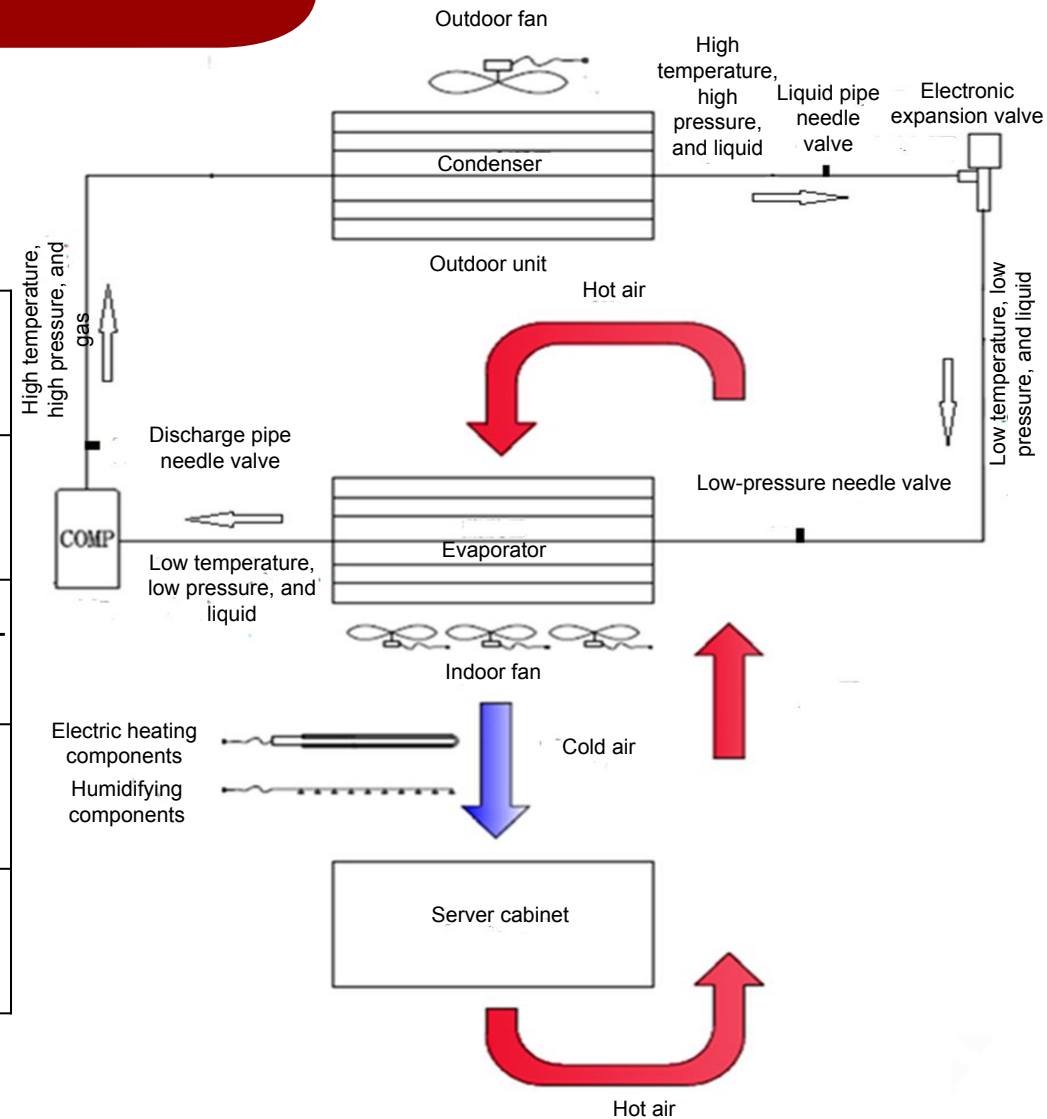 Outdoor fan
High
temperature,
high
pressure,
and liquid
Liquid pipe
needle
valve
Electronic
expansion valve
Condenser
Outdoor unit
Hot air
High temperature,
high pressure, and
gas
Low temperature, low
pressure, and liquid
Discharge pipe
needle valve
Low-pressure needle valve
COMP
Evaporator
Low temperature,
low pressure, and
liquid
Indoor fan
Electric heating
components
Cold air
Humidifying
components
Server cabinet
Hot air